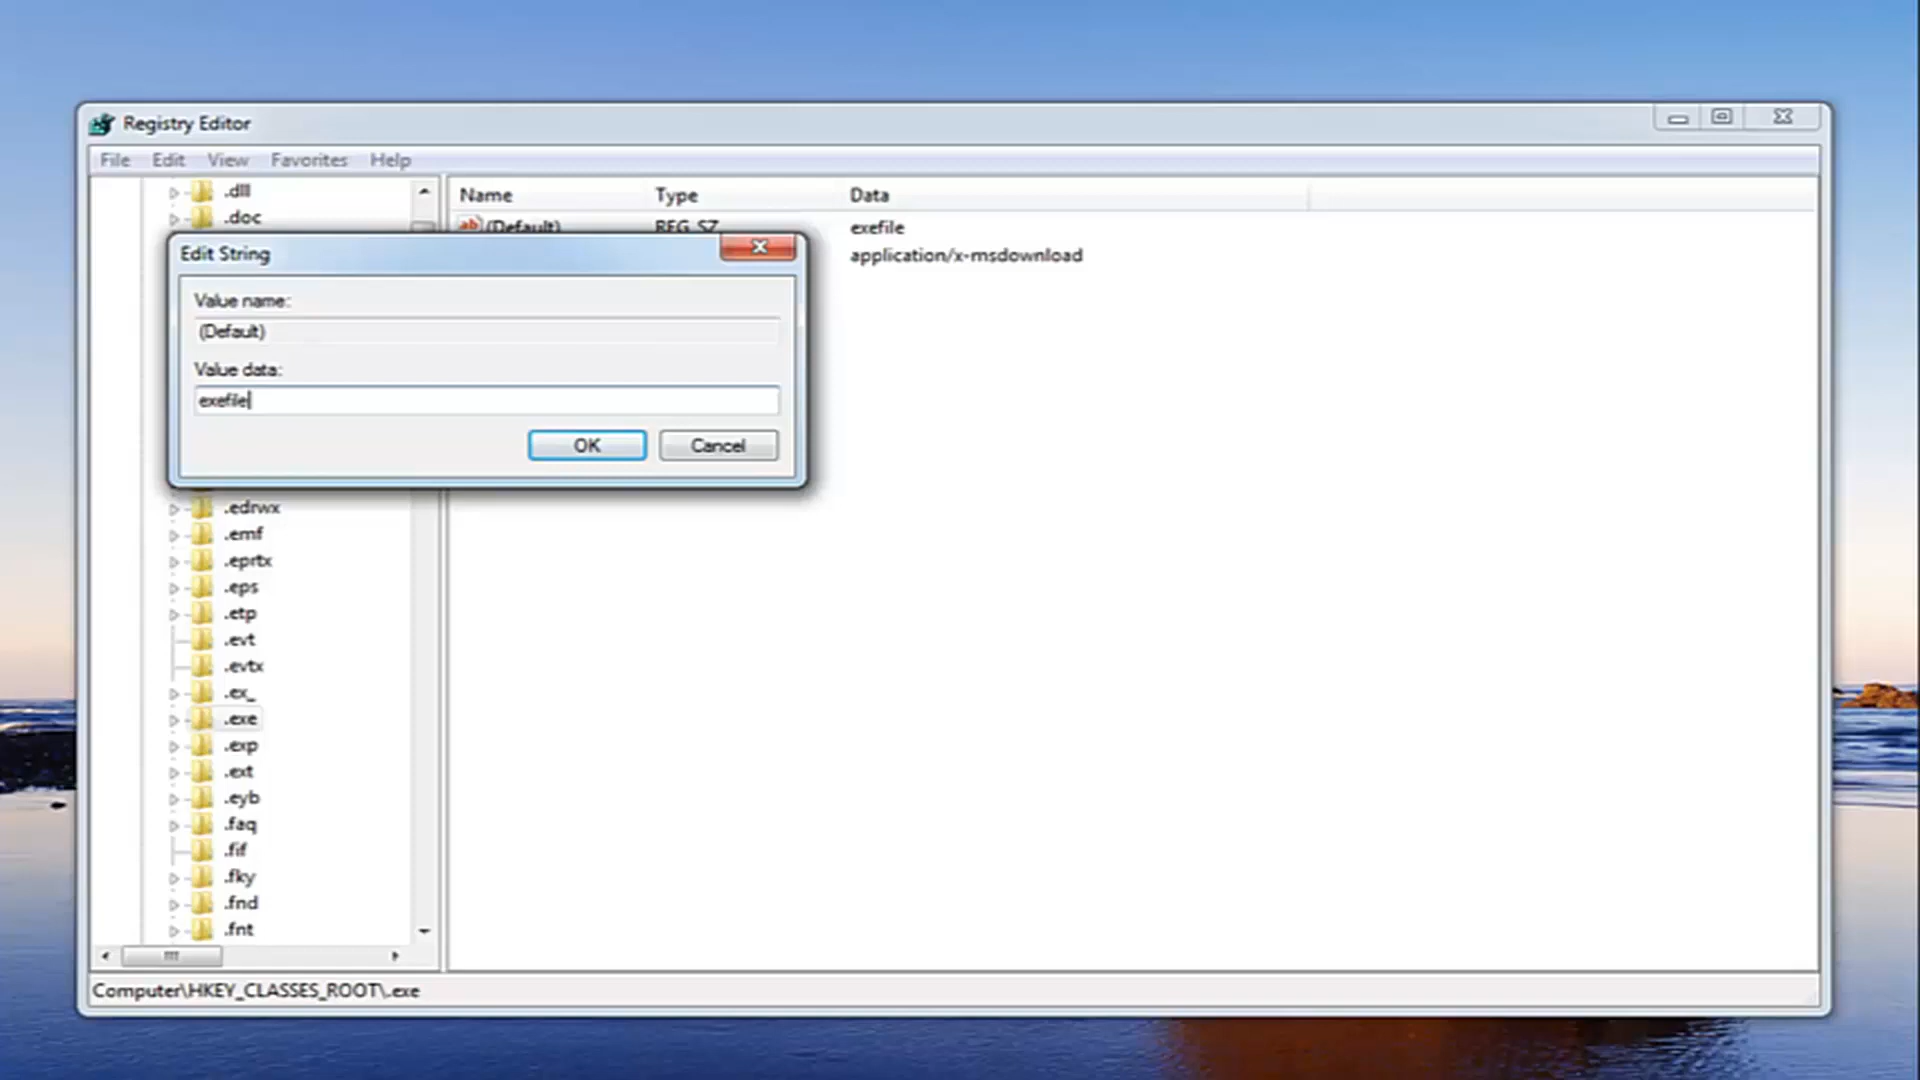 Registry Editor
File Edit View Favorites Help
.dll
.doc
Name Type Data
(Default) REG_SZ exefile
application/x-msdownload
Edit String
Value name:
(Default)
Value data:
exefile
OK Cancel
.edrwx
.emf
.eprtx
.eps
.etp
.evt
.evtx
.ex_
.exe
.exp
.ext
.eyb
.faq
.fif
.fky
.fnd
.fnt
Computer\HKEY_CLASSES_ROOT\.exe